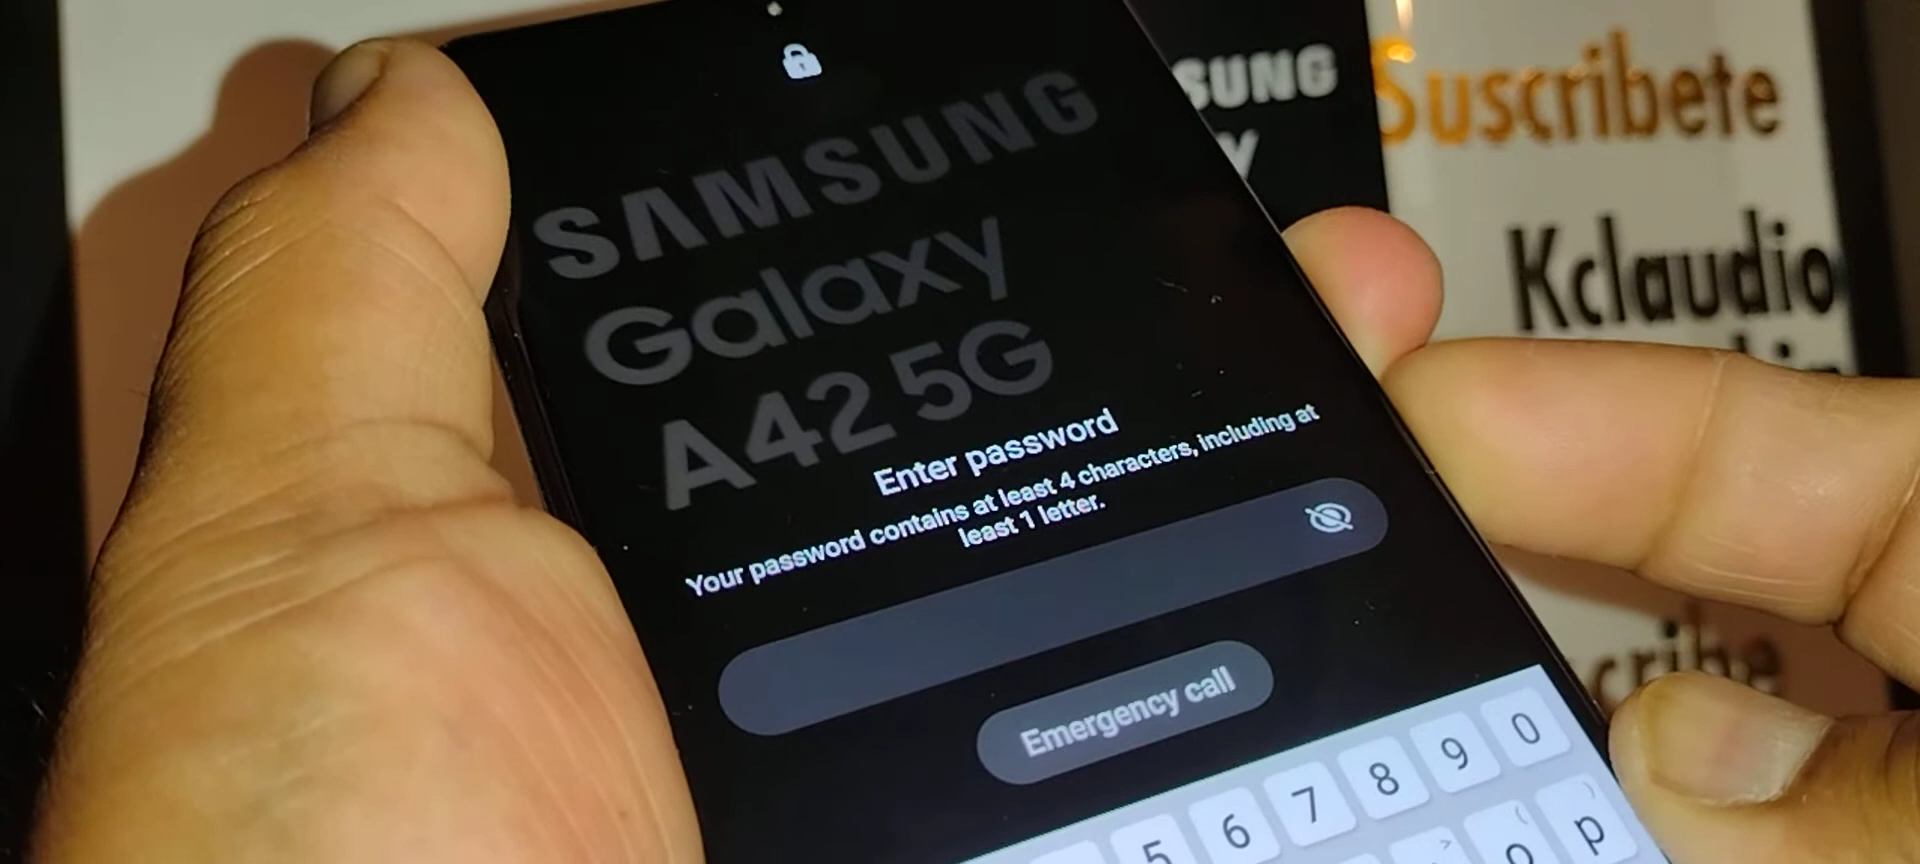 SAMSUNG
Galaxy
A42 5G
Enter password
Your password contains at least 4 characters, including at
least 1 letter.
Emergency call
5 6 7 8 9 0
o p
SUNG
Y
Suscribete
Kclaudio
cribe